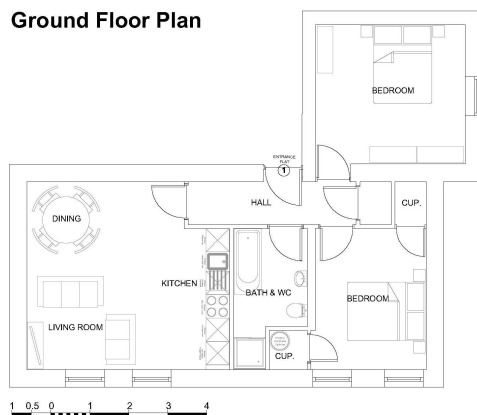 Ground Floor Plan
BEDROOM
ENTRANCE
FLAT
1
HALL
CUP.
DINING
KITCHEN
BATH & WC
BEDROOM
LIVING ROOM
CUP.
1 0.5 0 1 2 3 4